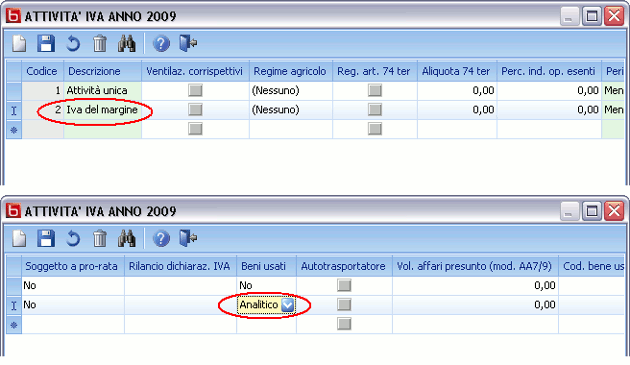 ATTIVITA' IVA ANNO 2009
Codice Descrizione Ventilaz. corrispettivi Regime agricolo Reg. art. 74 ter Aliquota 74 ter Perc. ind. op. esenti Peri
1 Attività unica (Nessuno) 0,00 0,00 Men
2 Iva del margine (Nessuno) 0,00 0,00 Men
ATTIVITA' IVA ANNO 2009
Soggetto a pro-rata Rilancio dichiaraz. IVA Beni usati Autotrasportatore Vol. affari presunto (mod. AA7/9) Cod. bene us
No No 0,00
No Analitico 0,00